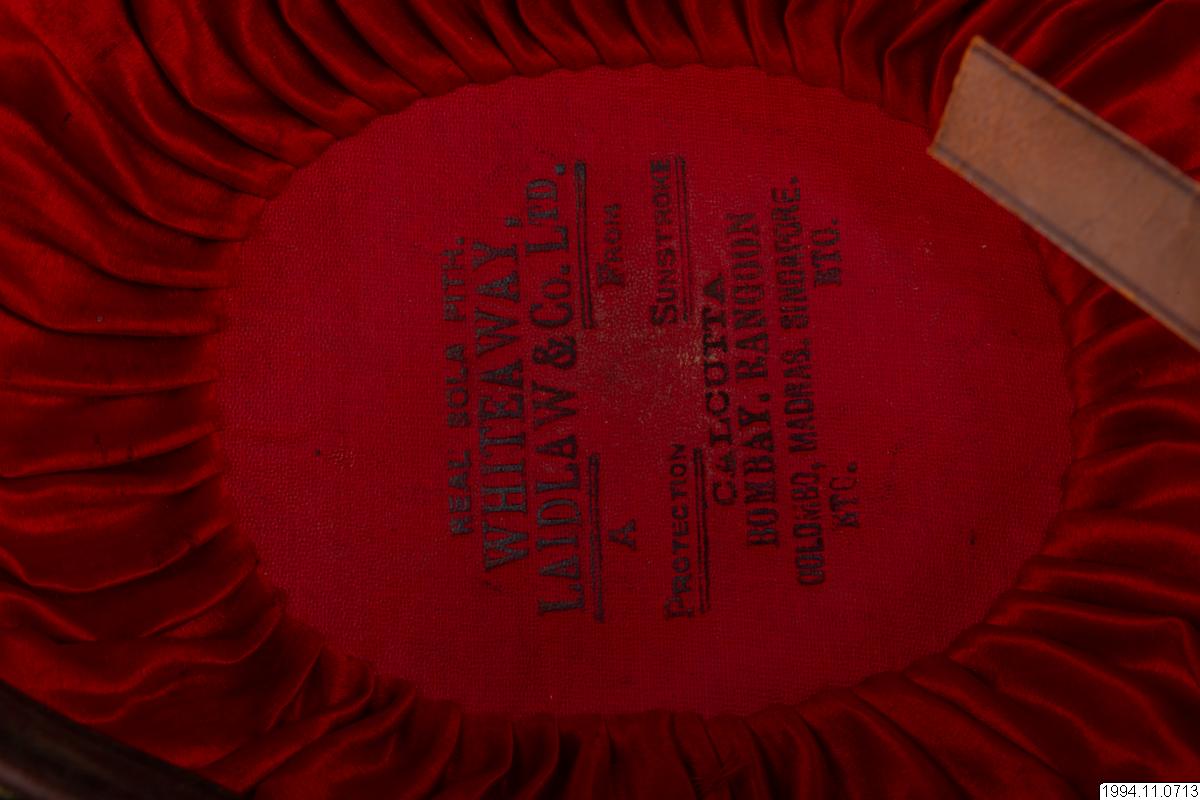 REAL SOLA PITH.
WHITEAWAY,
LAIDLAW & Co. LTD.
A FROM
PROTECTION SUNSTROKE
CALCUTTA
BOMBAY, RANGOON
COLOMBO, MADRAS. SINGAPORE.
ETC. ETC.
1994.11.0713